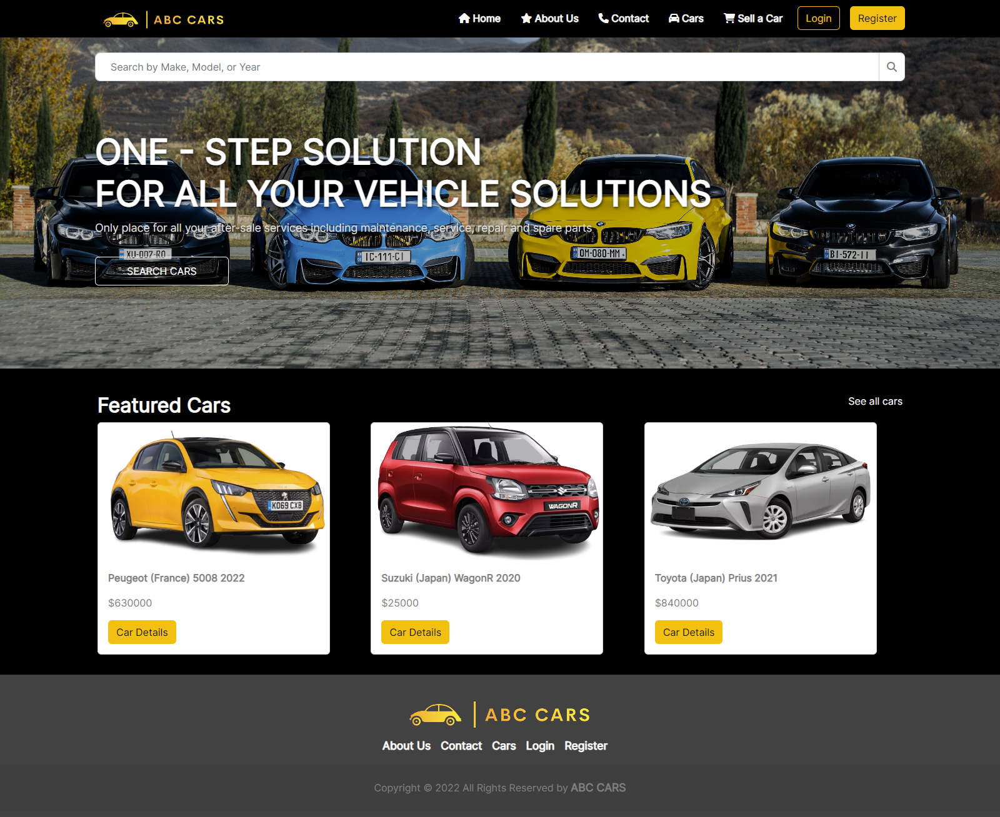 ABC CARS
Home About Us Contact Cars Sell a Car Login Register
Search by Make, Model, or Year
ONE - STEP SOLUTION
FOR ALL YOUR VEHICLE SOLUTIONS
Only place for all your after-sale services including maintenance, service, repair and spare parts
XU-007-RO
IC-111-CI
OM-080-MM
BI-572-II
SEARCH CARS
Featured Cars
See all cars
KO69 CXB
WAGONR
Peugeot (France) 5008 2022
$630000
Car Details
Suzuki (Japan) WagonR 2020
$25000
Car Details
Toyota (Japan) Prius 2021
$840000
Car Details
ABC CARS
About Us Contact Cars Login Register
Copyright © 2022 All Rights Reserved by ABC CARS